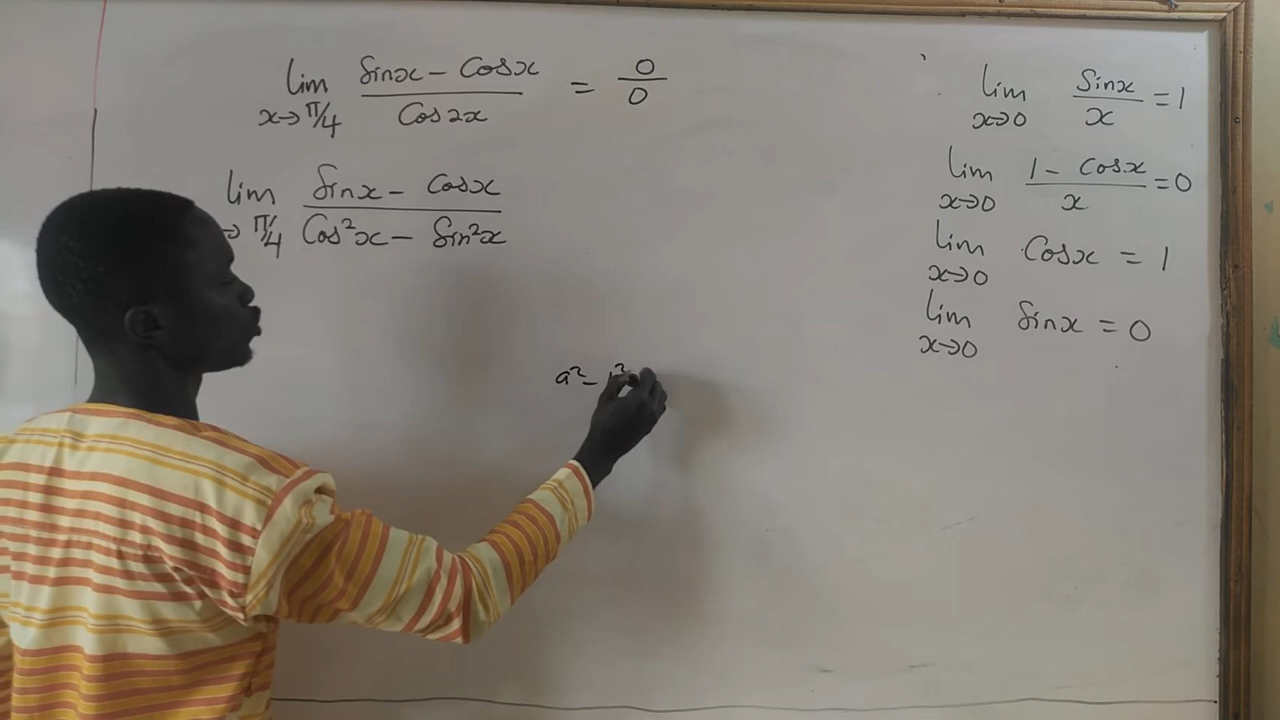 lim x→π/4 (Sinx − Cosx)/(Cos2x) = 0/0
lim → π/4 (Sinx − Cosx)/(Cos²x − Sin²x)
a² −
lim x→0 Sinx/x = 1
lim x→0 (1 − Cosx)/x = 0
lim x→0 Cosx = 1
lim x→0 Sinx = 0